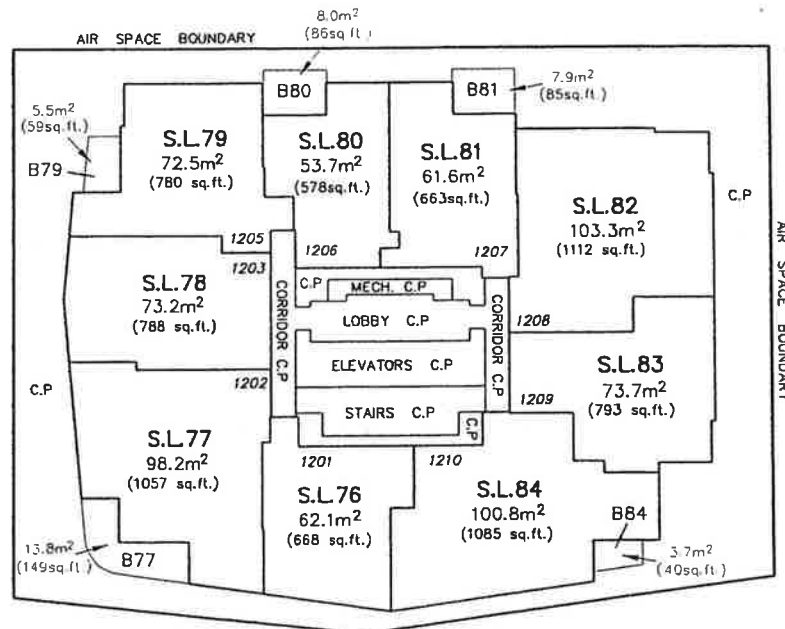 8.0m²
(86sq.ft.)
AIR SPACE BOUNDARY
B80
B81
7.9m²
(85sq.ft.)
5.5m²
(59sq.ft.)
B79
S.L.79
72.5m²
(780 sq.ft.)
S.L.80
53.7m²
(578sq.ft.)
S.L.81
61.6m²
(663sq.ft.)
S.L.82
103.3m²
(1112 sq.ft.)
C.P
AIR SPACE BOUNDARY
1205
1203
1206
1207
C.P
MECH. C.P
S.L.78
73.2m²
(788 sq.ft.)
CORRIDOR C.P
LOBBY C.P
CORRIDOR C.P
1208
ELEVATORS C.P
S.L.83
73.7m²
(793 sq.ft.)
C.P
1202
1209
STAIRS C.P
C.P
S.L.77
98.2m²
(1057 sq.ft.)
1201
1210
S.L.76
62.1m²
(668 sq.ft.)
S.L.84
100.8m²
(1085 sq.ft.)
B84
13.8m²
(149sq.ft.)
B77
3.7m²
(40sq.ft.)